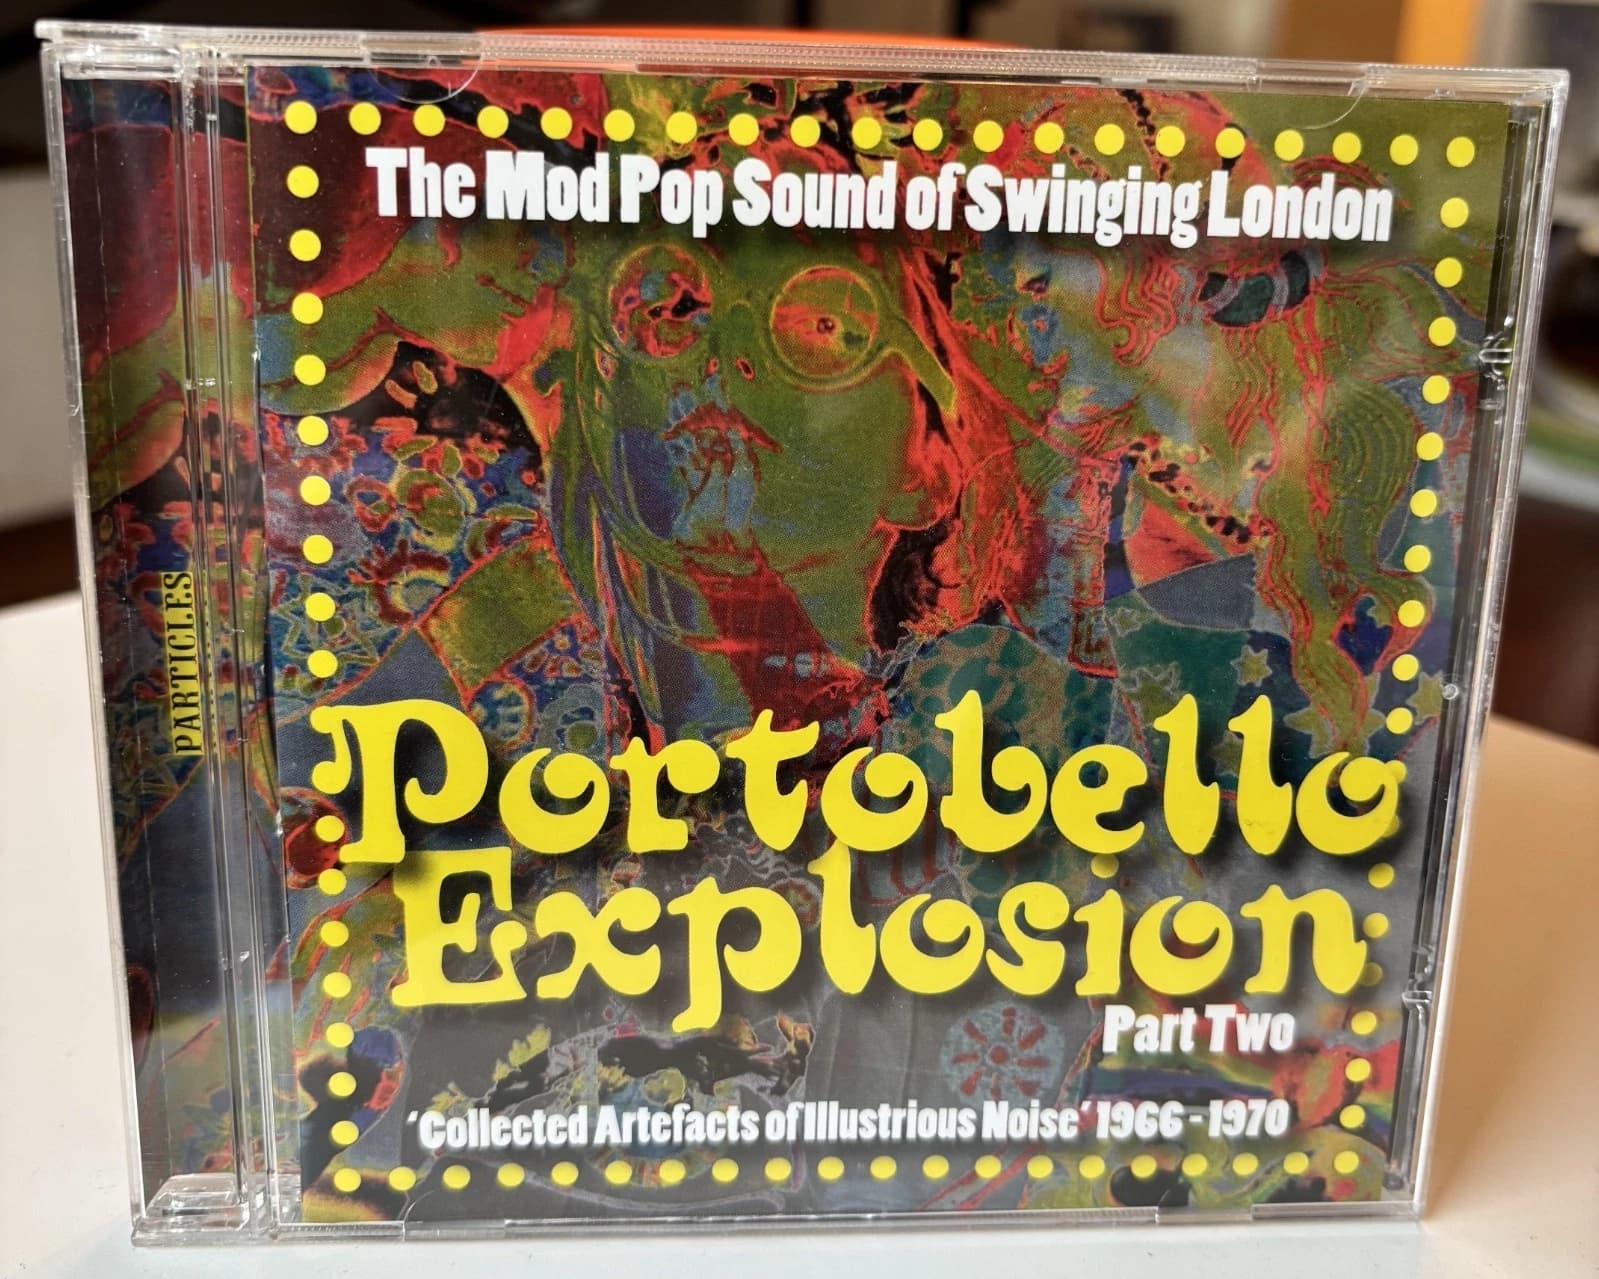 The Mod Pop Sound of Swinging London
PARTICLES
Portobello
Explosion
Part Two
'Collected Artefacts of Illustrious Noise' 1966-1970